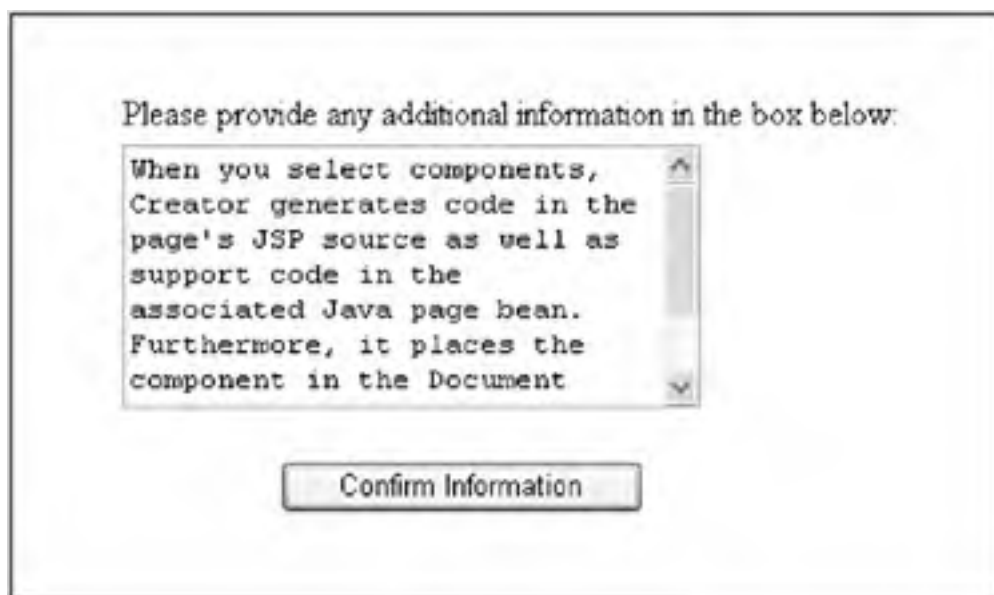 Please provide any additional information in the box below:
When you select components,
Creator generates code in the
page's JSP source as well as
support code in the
associated Java page bean.
Furthermore, it places the
component in the Document
Confirm Information